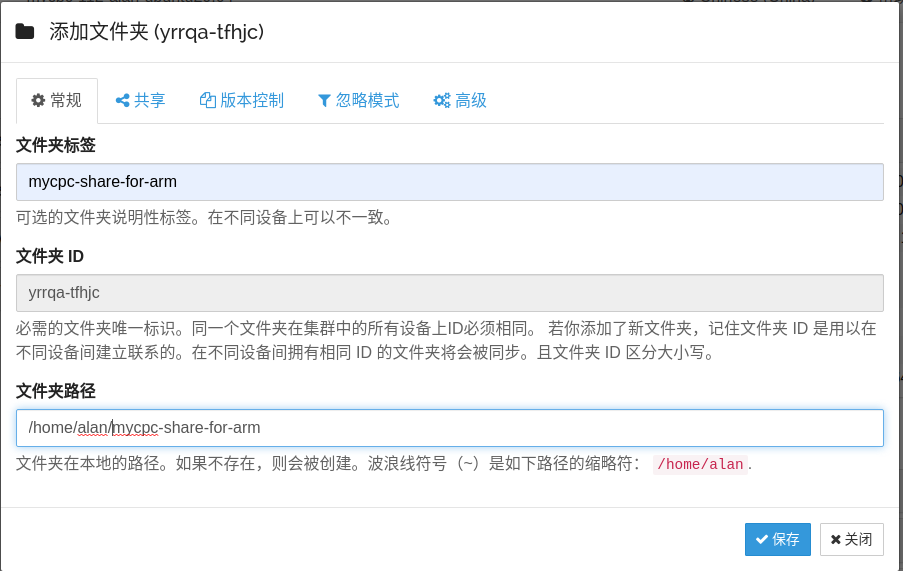 添加文件夹 (yrrqa-tfhjc)
常规 共享 版本控制 忽略模式 高级
文件夹标签
mycpc-share-for-arm
可选的文件夹说明性标签。在不同设备上可以不一致。
文件夹 ID
yrrqa-tfhjc
必需的文件夹唯一标识。同一个文件夹在集群中的所有设备上ID必须相同。 若你添加了新文件夹，记住文件夹 ID 是用以在
不同设备间建立联系的。在不同设备间拥有相同 ID 的文件夹将会被同步。且文件夹 ID 区分大小写。
文件夹路径
/home/alan/mycpc-share-for-arm
文件夹在本地的路径。如果不存在，则会被创建。波浪线符号（~）是如下路径的缩略符： /home/alan.
保存 关闭